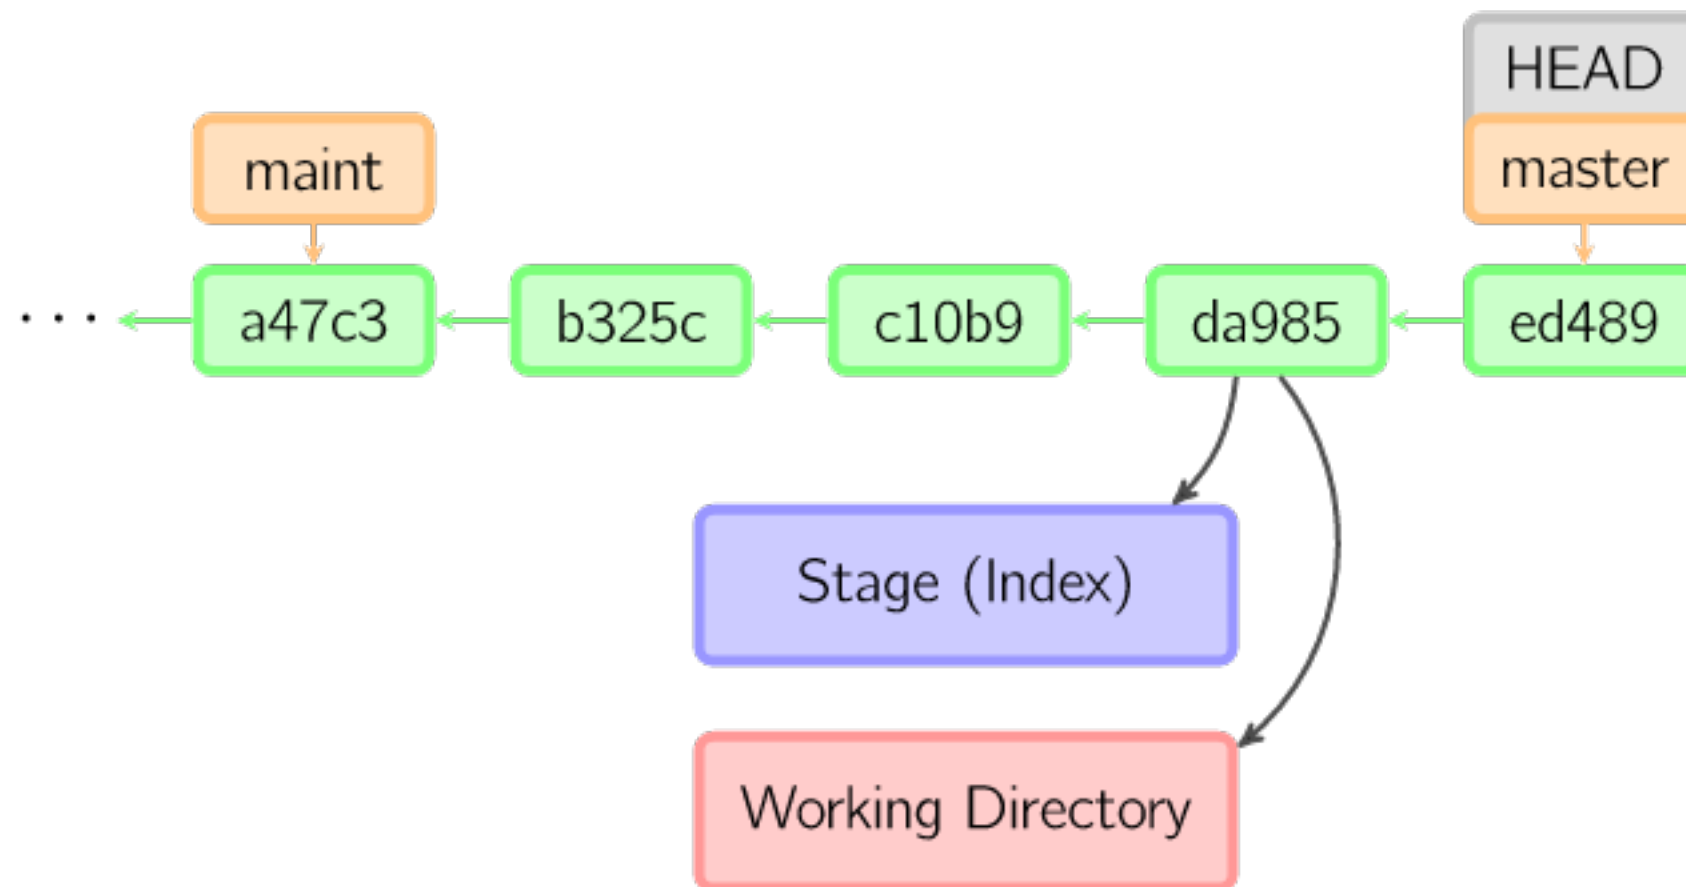 HEAD
maint
master
... a47c3 b325c c10b9 da985 ed489
Stage (Index)
Working Directory